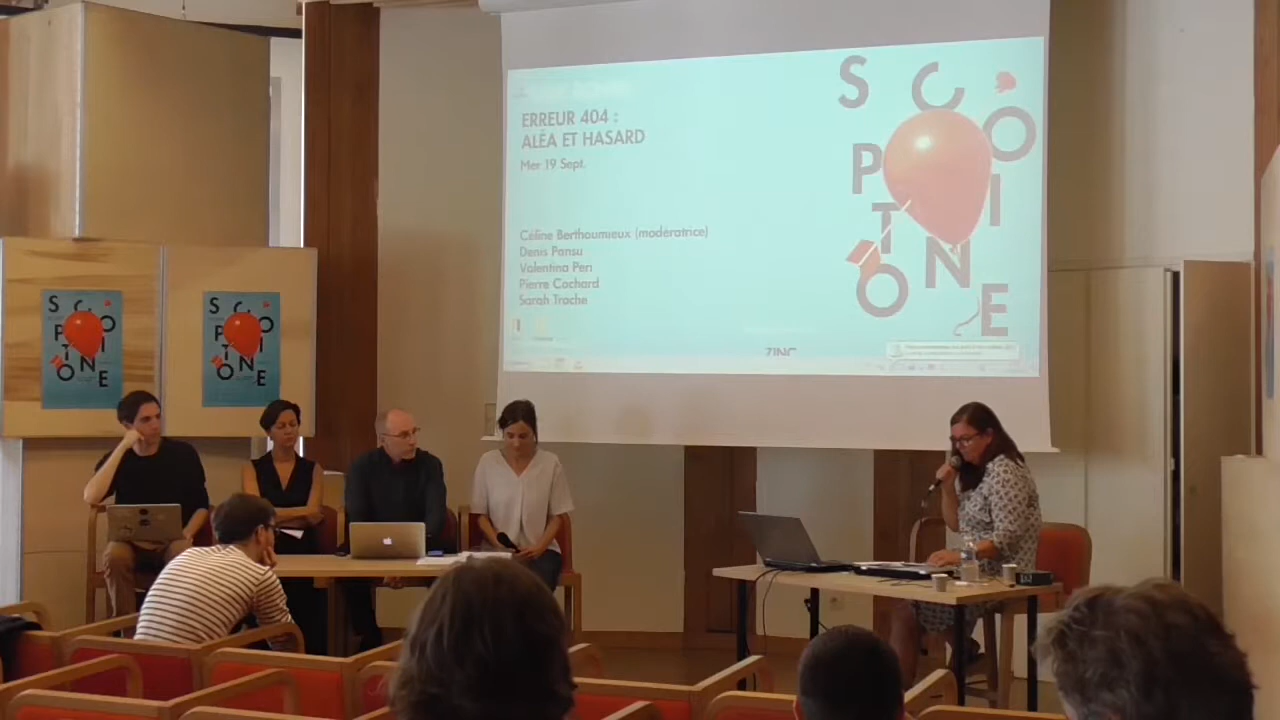 ERREUR 404 :
ALÉA ET HASARD
Mer 19 Sept.
Céline Berthoumieux (modératrice)
Denis Pansu
Valentina Peri
Pierre Cochard
Sarah Troche
ZINC
S C
O
P I
T N
O E
S C
O
P I
T N
O E
S C
O
P I
T N
O E